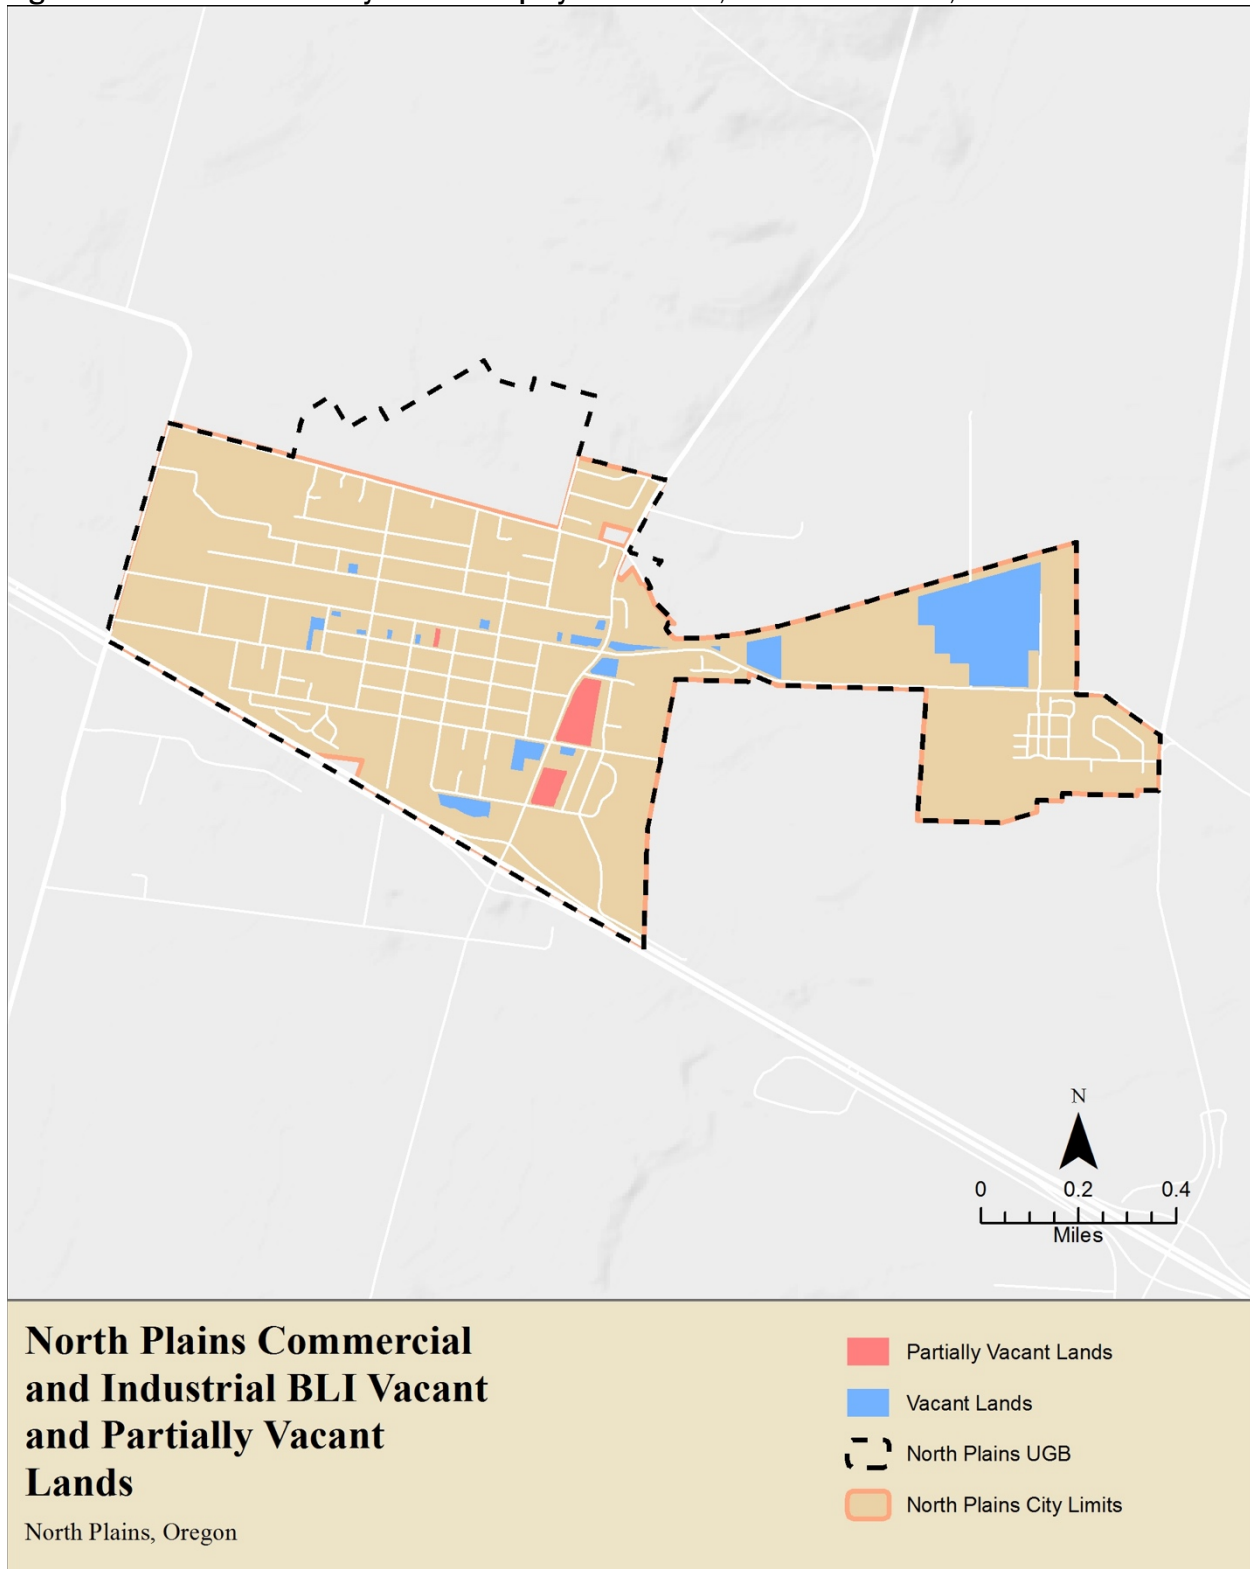 N
0 0.2 0.4
Miles
North Plains Commercial
and Industrial BLI Vacant
and Partially Vacant
Lands
North Plains, Oregon
Partially Vacant Lands
Vacant Lands
North Plains UGB
North Plains City Limits